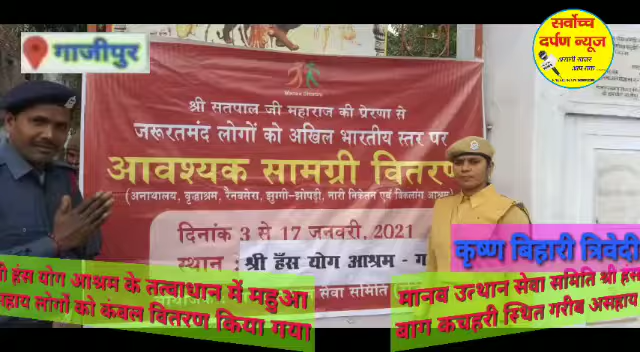 गाजीपुर
सर्वोच्च
दर्पण न्यूज
श्री सतपाल जी महाराज की प्रेरणा से
जरूरतमंद लोगों को अखिल भारतीय स्तर पर
आवश्यक सामग्री वितरण
(अनाथालय, वृद्धाश्रम, रैनबसेरा, झुग्गी-झोपड़ी, नारी निकेतन एवं विकलांग आश्रम)
दिनांक 3 से 17 जनवरी, 2021
स्थान : श्री हँस योग आश्रम - ग
सेवा समिति
कृष्ण बिहारी त्रिवेदी
श्री हंस योग आश्रम के तत्वाधान में महुआ
सहाय लोगों को कंबल वितरण किया गया
मानव उत्थान सेवा समिति श्री हंस
बाग कचहरी स्थित गरीब असहाय